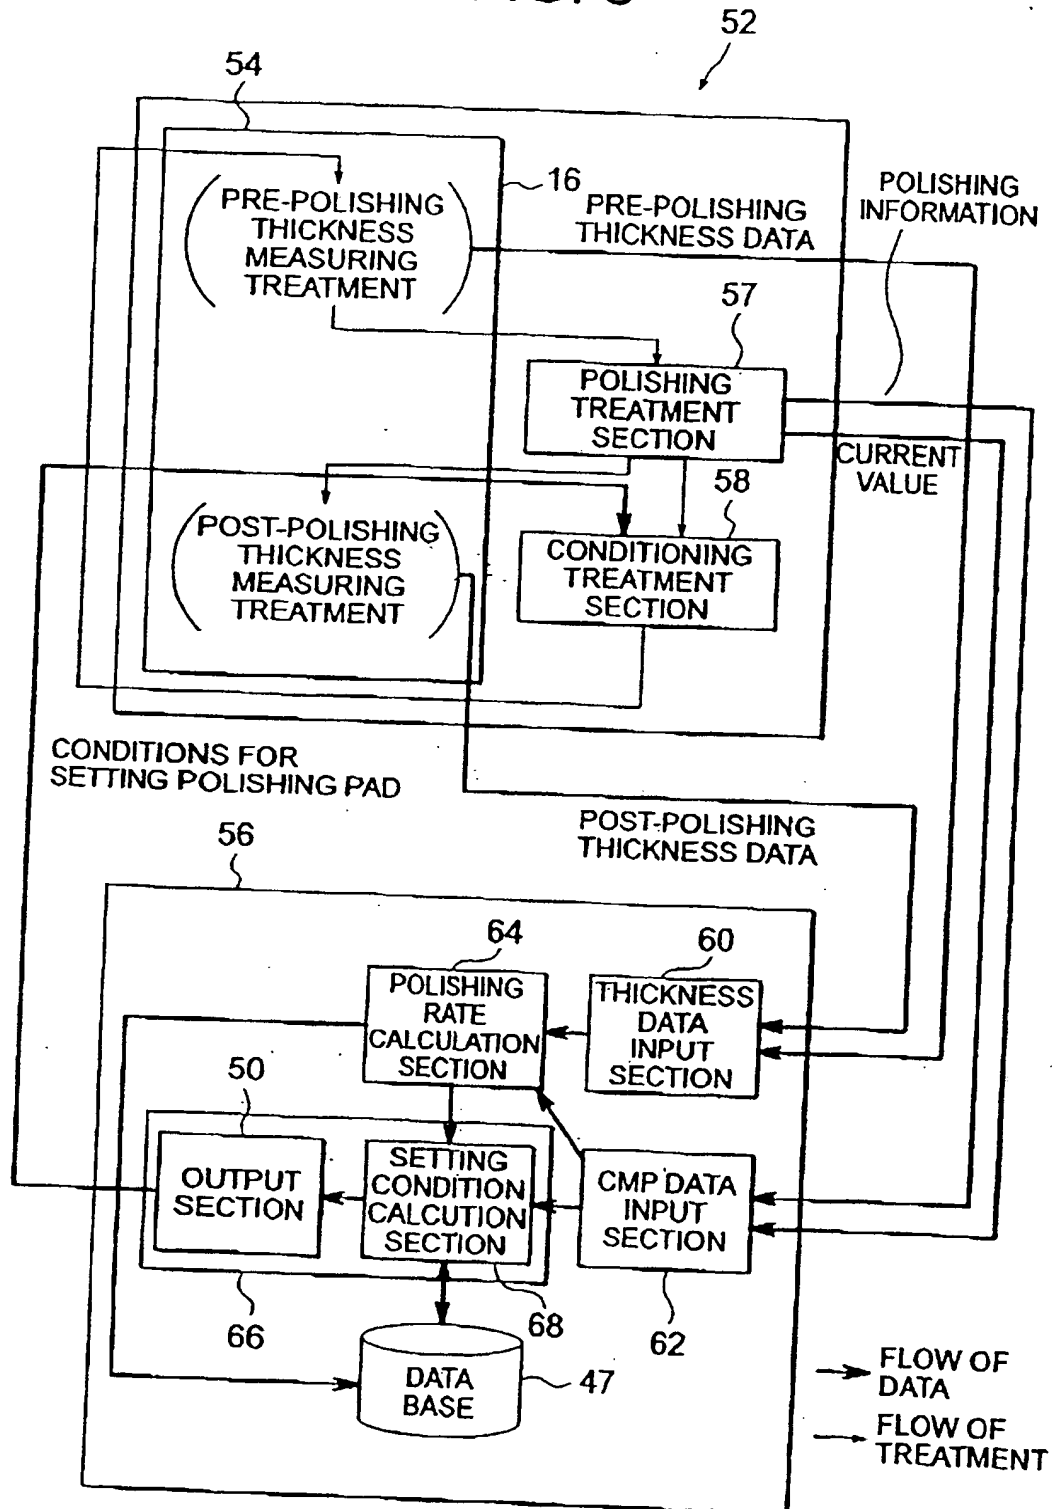 52
54
16
PRE-POLISHING
THICKNESS
MEASURING
TREATMENT
PRE-POLISHING
THICKNESS DATA
POLISHING
INFORMATION
57
POLISHING
TREATMENT
SECTION
CURRENT
VALUE
58
POST-POLISHING
THICKNESS
MEASURING
TREATMENT
CONDITIONING
TREATMENT
SECTION
CONDITIONS FOR
SETTING POLISHING PAD
POST-POLISHING
THICKNESS DATA
56
64
60
POLISHING
RATE
CALCULATION
SECTION
THICKNESS
DATA
INPUT
SECTION
50
OUTPUT
SECTION
SETTING
CONDITION
CALCUTION
SECTION
CMP DATA
INPUT
SECTION
66
68
62
DATA
BASE
47
FLOW OF
DATA
FLOW OF
TREATMENT